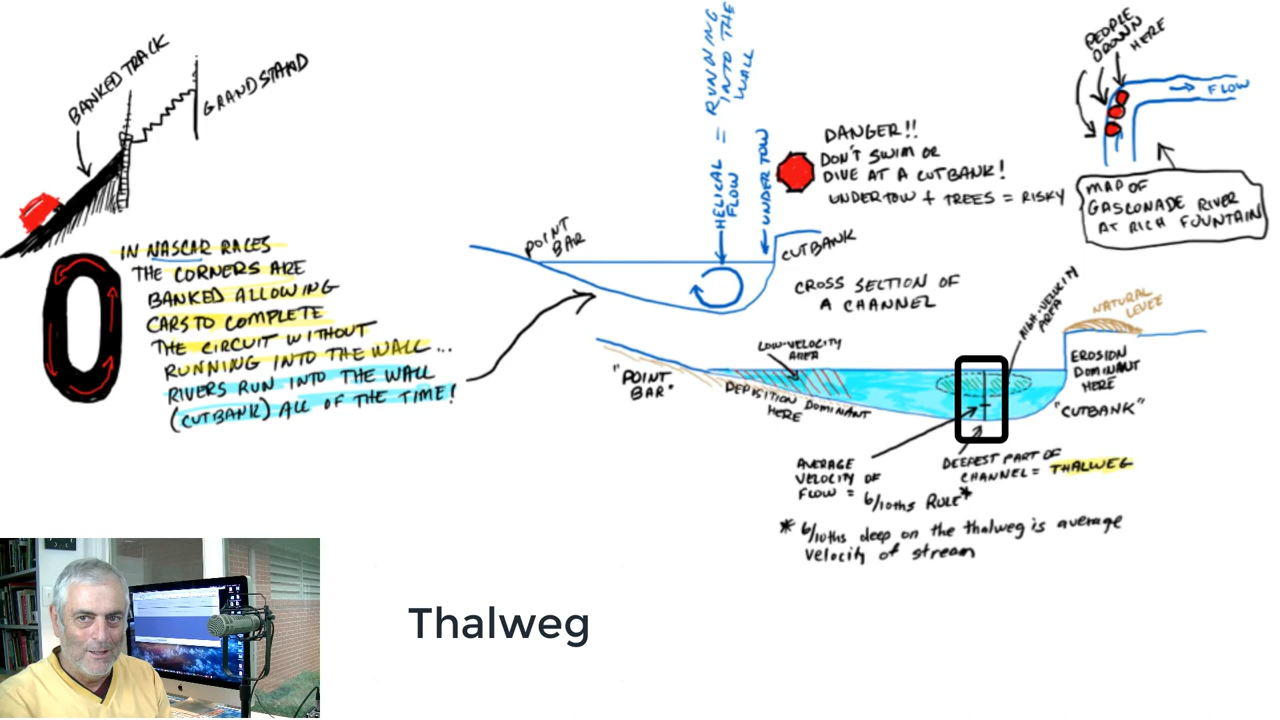 BANKED TRACK
GRANDSTAND
IN NASCAR RACES
THE CORNERS ARE
BANKED ALLOWING
CARS TO COMPLETE
THE CIRCUIT WITHOUT
RUNNING INTO THE WALL...
RIVERS RUN INTO THE WALL
(CUTBANK) ALL OF THE TIME!
HELICAL
FLOW
=
RUNNING
INTO THE
WALL
UNDERTOW
DANGER!!
DON'T SWIM OR
DIVE AT A CUTBANK!
UNDERTOW + TREES = RISKY
PEOPLE
DROWN
HERE
FLOW
MAP OF
GASCONADE RIVER
AT RICH FOUNTAIN
POINT
BAR
CUTBANK
CROSS SECTION OF
A CHANNEL
HIGH-VELOCITY
AREA
NATURAL
LEVEE
LOW-VELOCITY
AREA
"POINT
BAR"
DEPOSITION DOMINANT
HERE
EROSION
DOMINANT
HERE
"CUTBANK"
AVERAGE
VELOCITY OF
FLOW = 6/10ths RULE*
DEEPEST PART OF
CHANNEL = THALWEG
* 6/10ths deep on the thalweg is average
velocity of stream
Thalweg